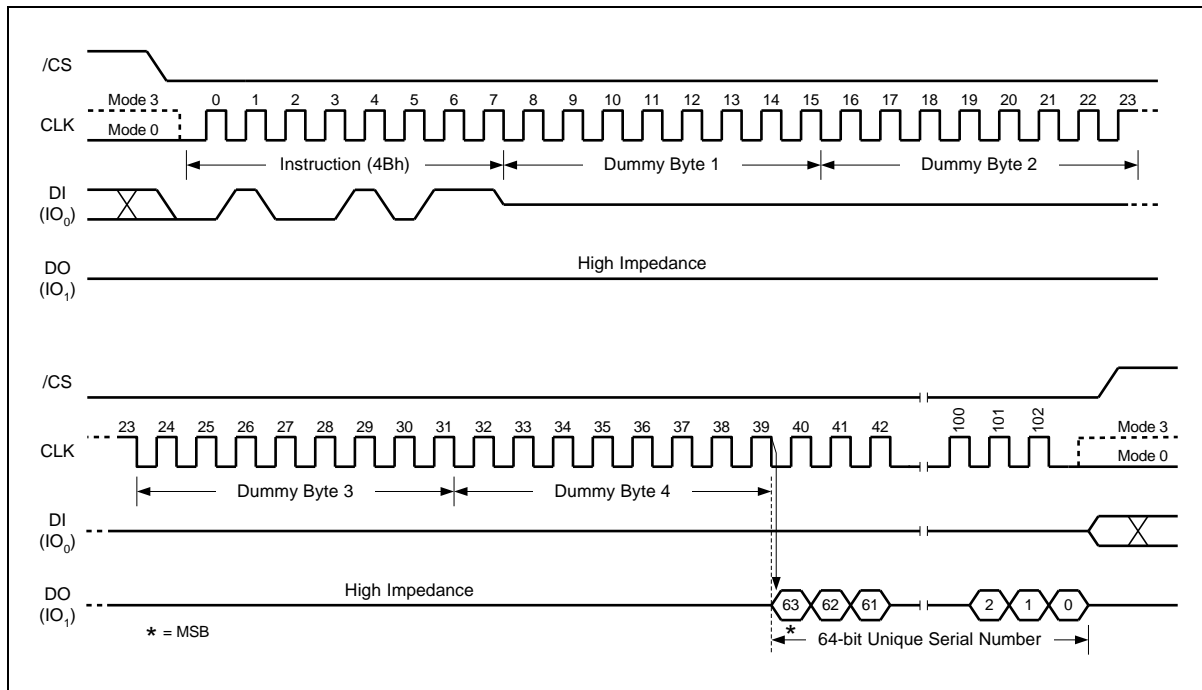 /CS
Mode 3
0 1 2 3 4 5 6 7 8 9 10 11 12 13 14 15 16 17 18 19 20 21 22 23
CLK
Mode 0
Instruction (4Bh)
Dummy Byte 1
Dummy Byte 2
DI
(IO0)
High Impedance
DO
(IO1)
/CS
23 24 25 26 27 28 29 30 31 32 33 34 35 36 37 38 39 40 41 42 100 101 102
Mode 3
CLK
Mode 0
Dummy Byte 3
Dummy Byte 4
DI
(IO0)
High Impedance
DO
(IO1)
63 62 61 2 1 0
* = MSB
*
64-bit Unique Serial Number